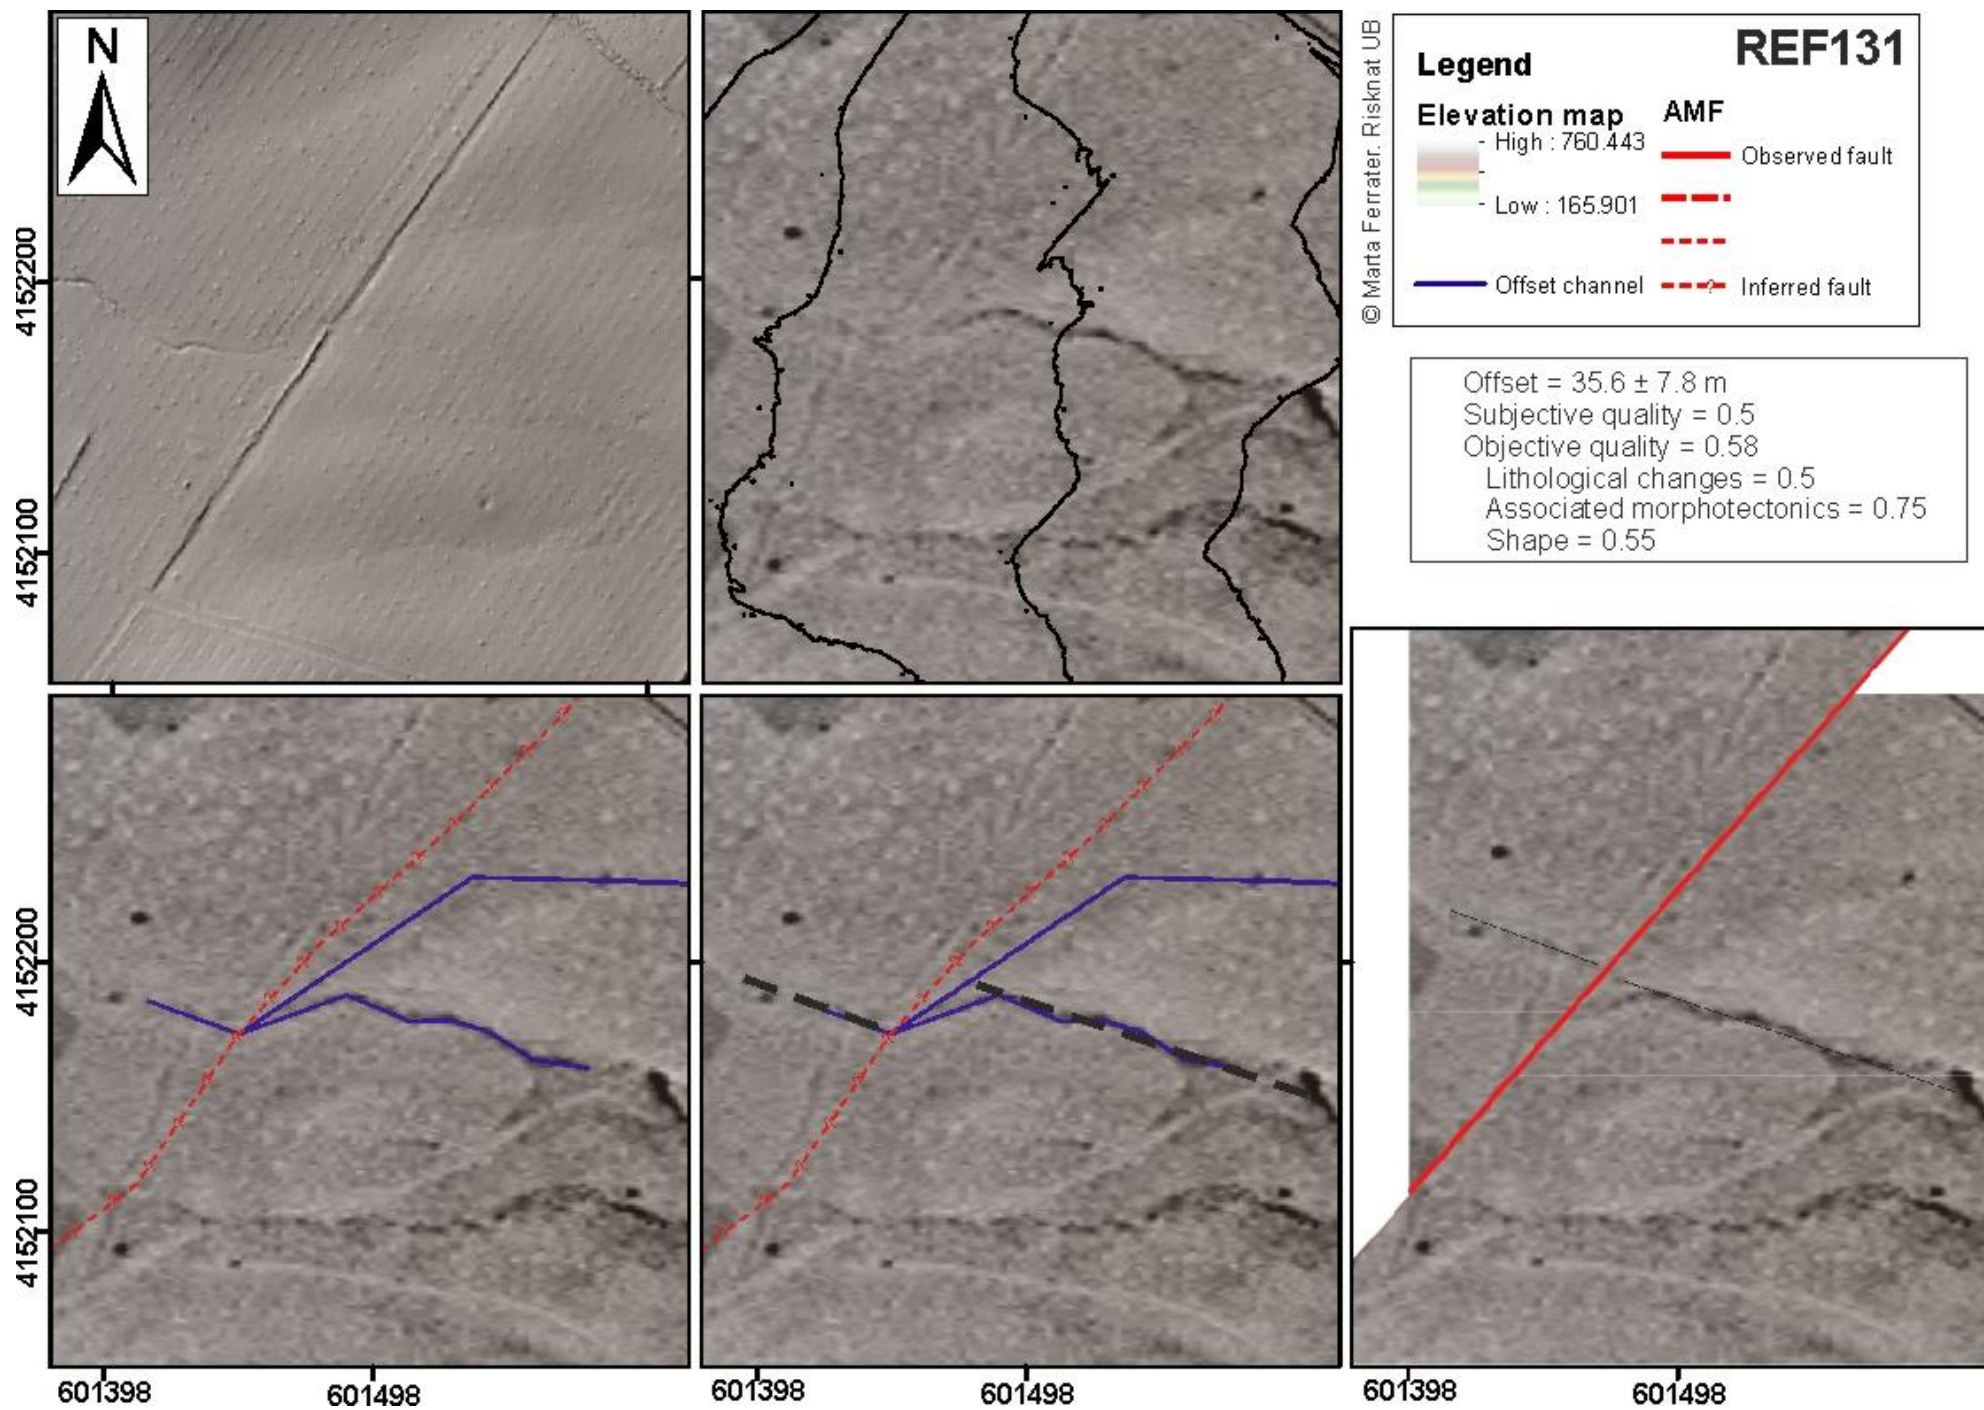 N
4152200
4152100
© Marta Ferrater. Risknat UB
REF131
Legend
Elevation map
High : 760.443
Low : 165.901
Offset channel
AMF
Observed fault
Inferred fault
Offset = 35.6 ± 7.8 m
Subjective quality = 0.5
Objective quality = 0.58
Lithological changes = 0.5
Associated morphotectonics = 0.75
Shape = 0.55
4152200
4152100
601398
601498
601398
601498
601398
601498